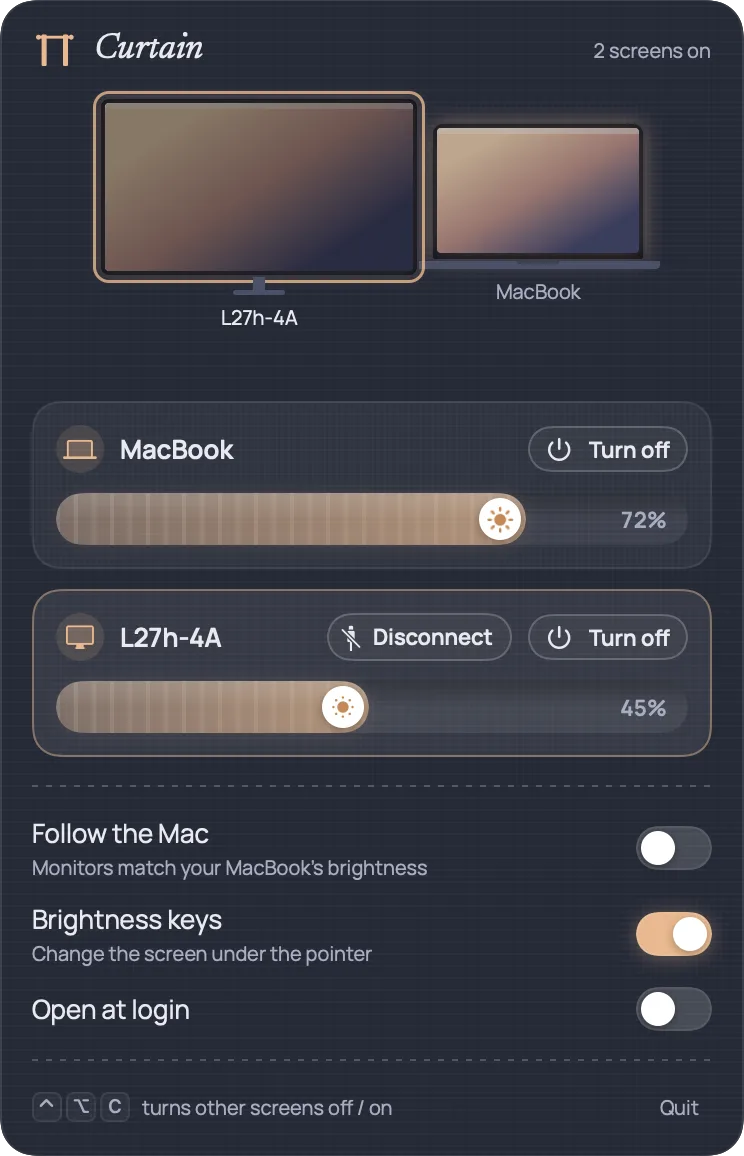 Curtain
2 screens on
L27h-4A
MacBook
MacBook
Turn off
72%
L27h-4A
Disconnect
Turn off
45%
Follow the Mac
Monitors match your MacBook's brightness
Brightness keys
Change the screen under the pointer
Open at login
⌃ ⌥ C turns other screens off / on
Quit